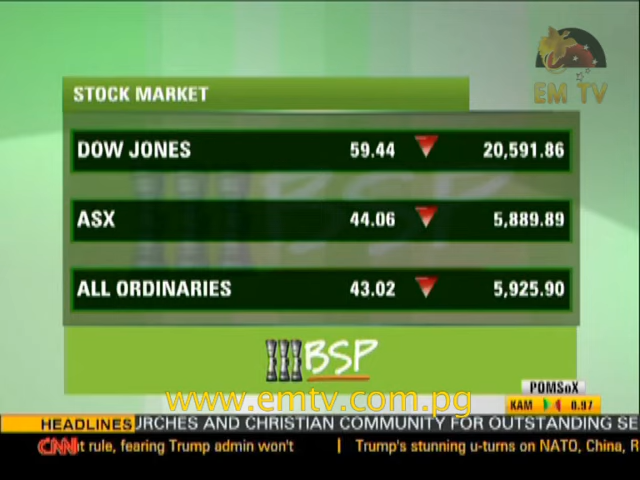 EM TV
STOCK MARKET
DOW JONES 59.44 20,591.86
ASX 44.06 5,889.89
ALL ORDINARIES 43.02 5,925.90
BSP
www.emtv.com.pg
POMSoX
KAM 0.97
HEADLINES URCHES AND CHRISTIAN COMMUNITY FOR OUTSTANDING SE
CNN t rule, fearing Trump admin won't | Trump's stunning u-turns on NATO, China, R